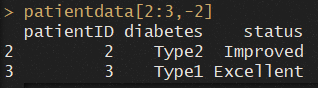 > patientdata[2:3,-2]
  patientID diabetes    status
2         2    Type2  Improved
3         3    Type1 Excellent